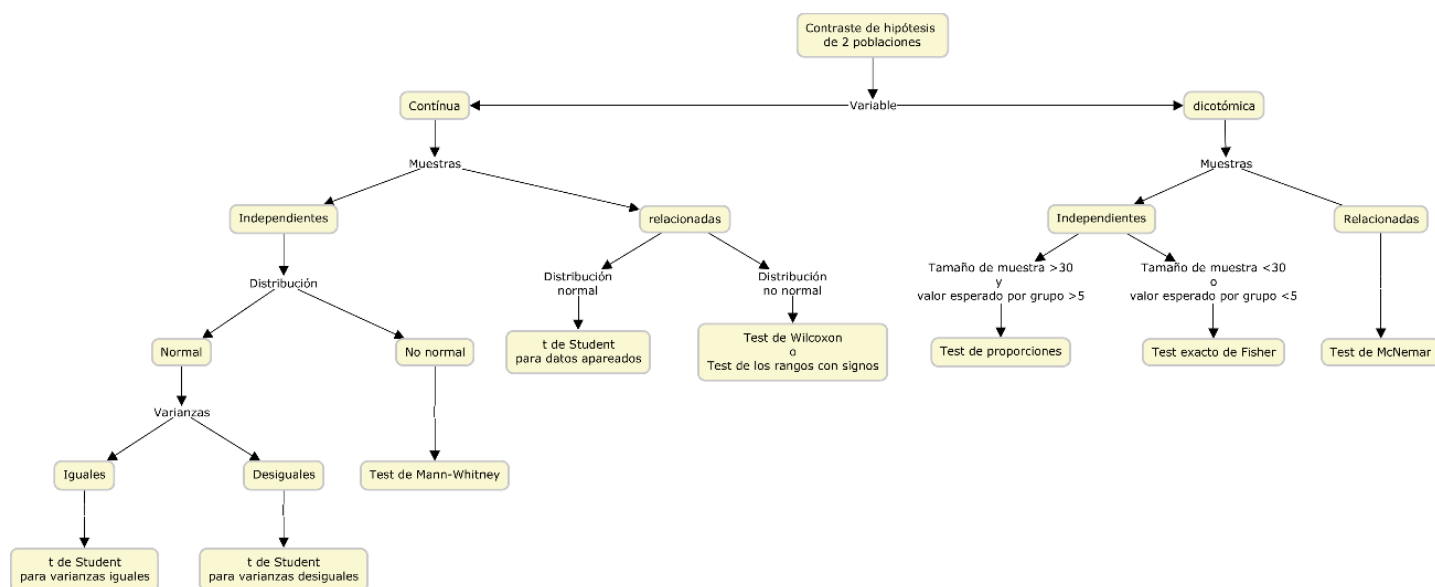 Contraste de hipótesis
de 2 poblaciones
Contínua
Variable
dicotómica
Muestras
Muestras
Independientes
relacionadas
Independientes
Relacionadas
Distribución
Distribución
normal
Distribución
no normal
Tamaño de muestra >30
y
valor esperado por grupo >5
Tamaño de muestra <30
o
valor esperado por grupo <5
Normal
No normal
t de Student
para datos apareados
Test de Wilcoxon
o
Test de los rangos con signos
Test de proporciones
Test exacto de Fisher
Test de McNemar
Varianzas
Iguales
Desiguales
Test de Mann-Whitney
t de Student
para varianzas iguales
t de Student
para varianzas desiguales